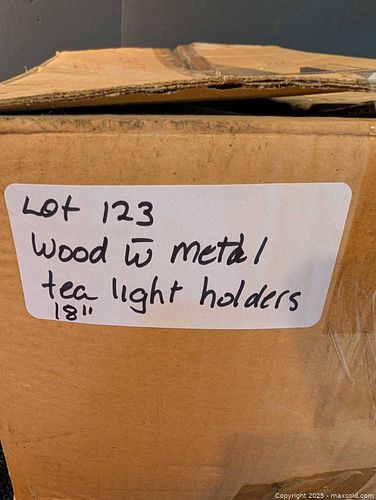 Lot 123
Wood w̅ metal
tea light holders
18"
Copyright 2025 - maxsold.com